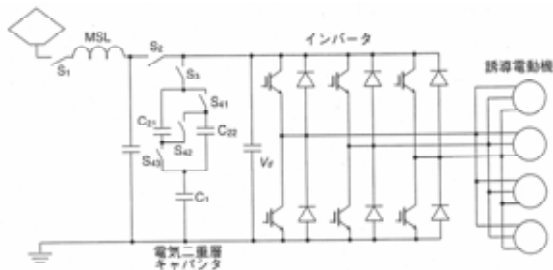 MSL
S₁
S₂
S₃
S₄₁
C₂₁
S₄₂
C₂₂
S₄₃
C₁
Vd
インバータ
誘導電動機
電気二重層
キャパシタ